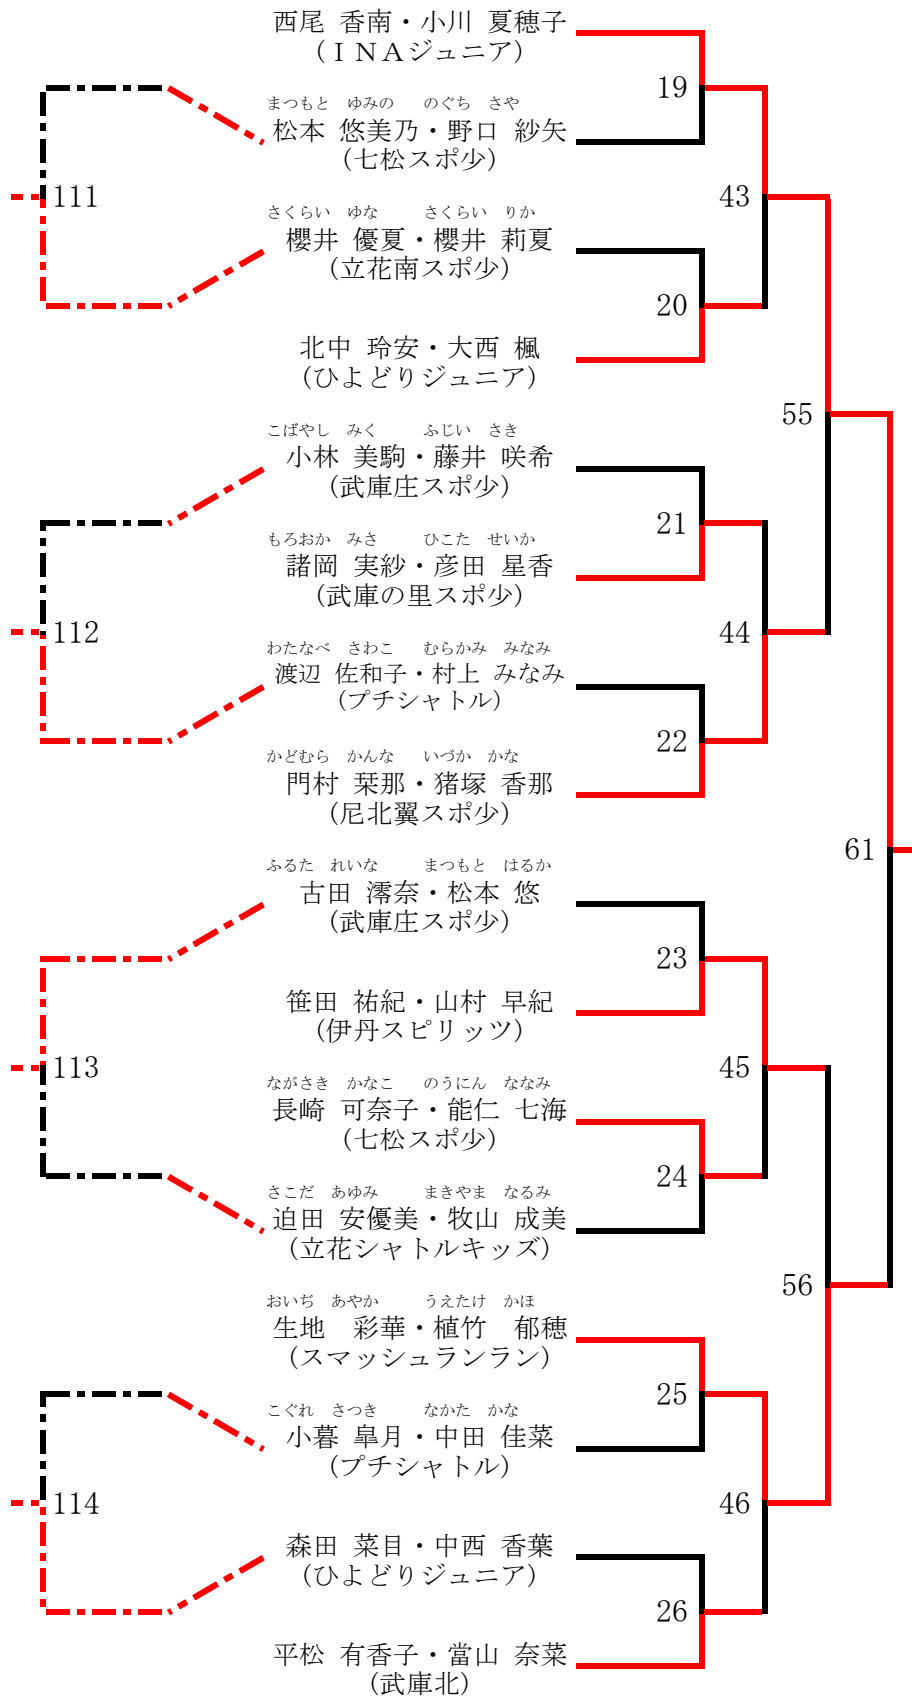 西尾 香南・小川 夏穂子
(ＩＮＡジュニア)
19
まつもと ゆみの のぐち さや
松本 悠美乃・野口 紗矢
(七松スポ少)
111
43
さくらい ゆな さくらい りか
櫻井 優夏・櫻井 莉夏
(立花南スポ少)
20
北中 玲安・大西 楓
(ひよどりジュニア)
55
こばやし みく ふじい さき
小林 美駒・藤井 咲希
(武庫庄スポ少)
21
もろおか みさ ひこた せいか
諸岡 実紗・彦田 星香
(武庫の里スポ少)
112
44
わたなべ さわこ むらかみ みなみ
渡辺 佐和子・村上 みなみ
(プチシャトル)
22
かどむら かんな いづか かな
門村 栞那・猪塚 香那
(尼北翼スポ少)
61
ふるた れいな まつもと はるか
古田 澪奈・松本 悠
(武庫庄スポ少)
23
笹田 祐紀・山村 早紀
(伊丹スピリッツ)
113
45
ながさき かなこ のうにん ななみ
長崎 可奈子・能仁 七海
(七松スポ少)
24
さこだ あゆみ まきやま なるみ
迫田 安優美・牧山 成美
(立花シャトルキッズ)
56
おいぢ あやか うえたけ かほ
生地 彩華・植竹 郁穂
(スマッシュランラン)
25
こぐれ さつき なかた かな
小暮 皐月・中田 佳菜
(プチシャトル)
114
46
森田 菜目・中西 香葉
(ひよどりジュニア)
26
平松 有香子・當山 奈菜
(武庫北)